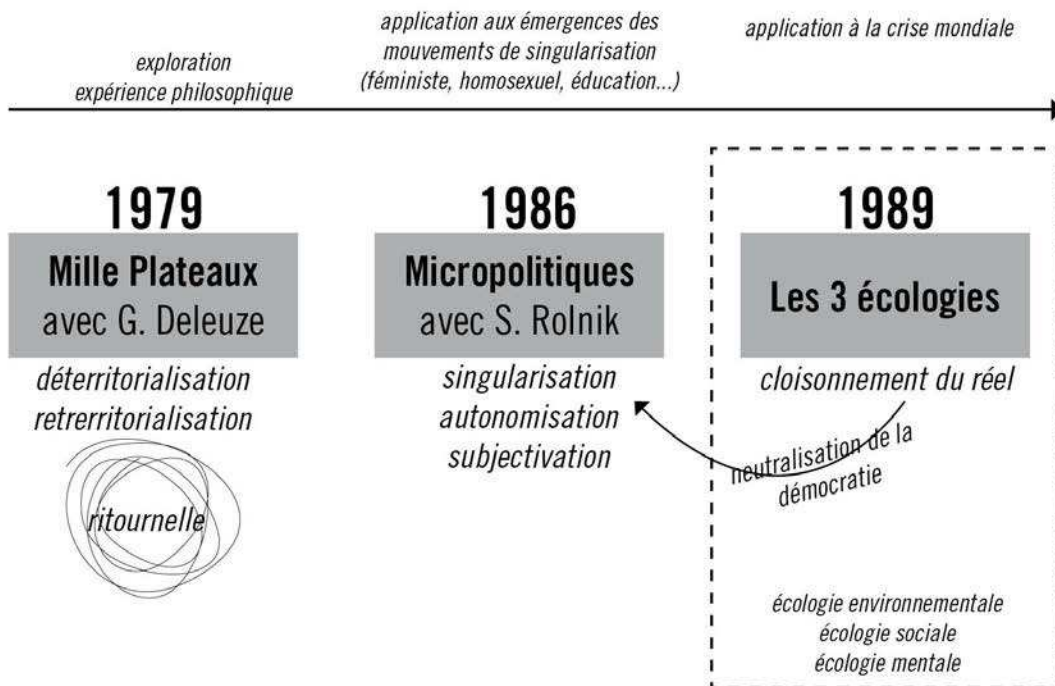 exploration
expérience philosophique
application aux émergences des
mouvements de singularisation
(féministe, homosexuel, éducation...)
application à la crise mondiale
1979
Mille Plateaux
avec G. Deleuze
déterritorialisation
retrerritorialisation
ritournelle
1986
Micropolitiques
avec S. Rolnik
singularisation
autonomisation
subjectivation
1989
Les 3 écologies
cloisonnement du réel
neutralisation de la
démocratie
écologie environnementale
écologie sociale
écologie mentale